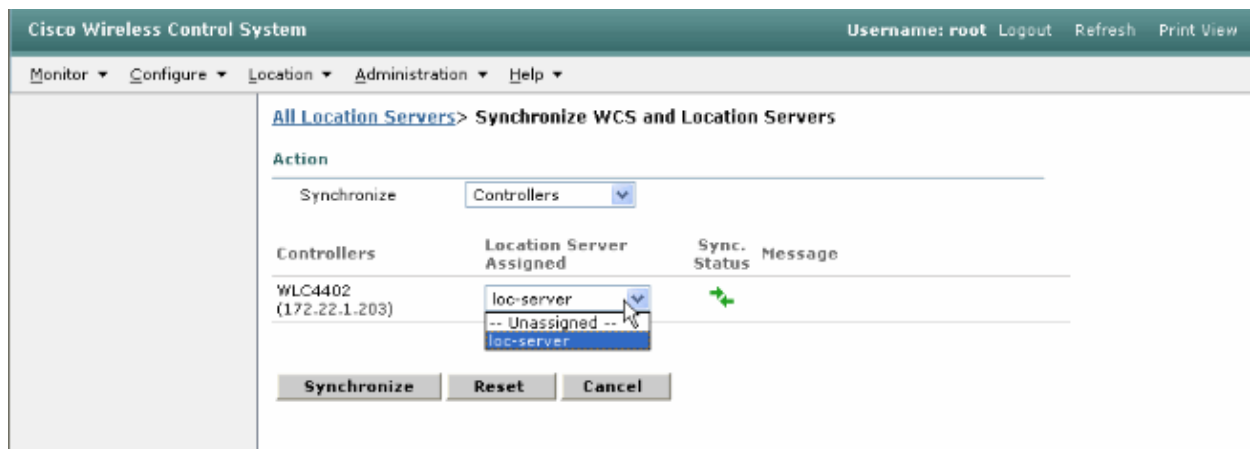 Cisco Wireless Control System
Username: root Logout Refresh Print View
Monitor Configure Location Administration Help
All Location Servers> Synchronize WCS and Location Servers
Action
Synchronize Controllers
Controllers Location Server Assigned Sync. Status Message
WLC4402
(172.22.1.203)
loc-server
-- Unassigned --
loc-server
Synchronize Reset Cancel